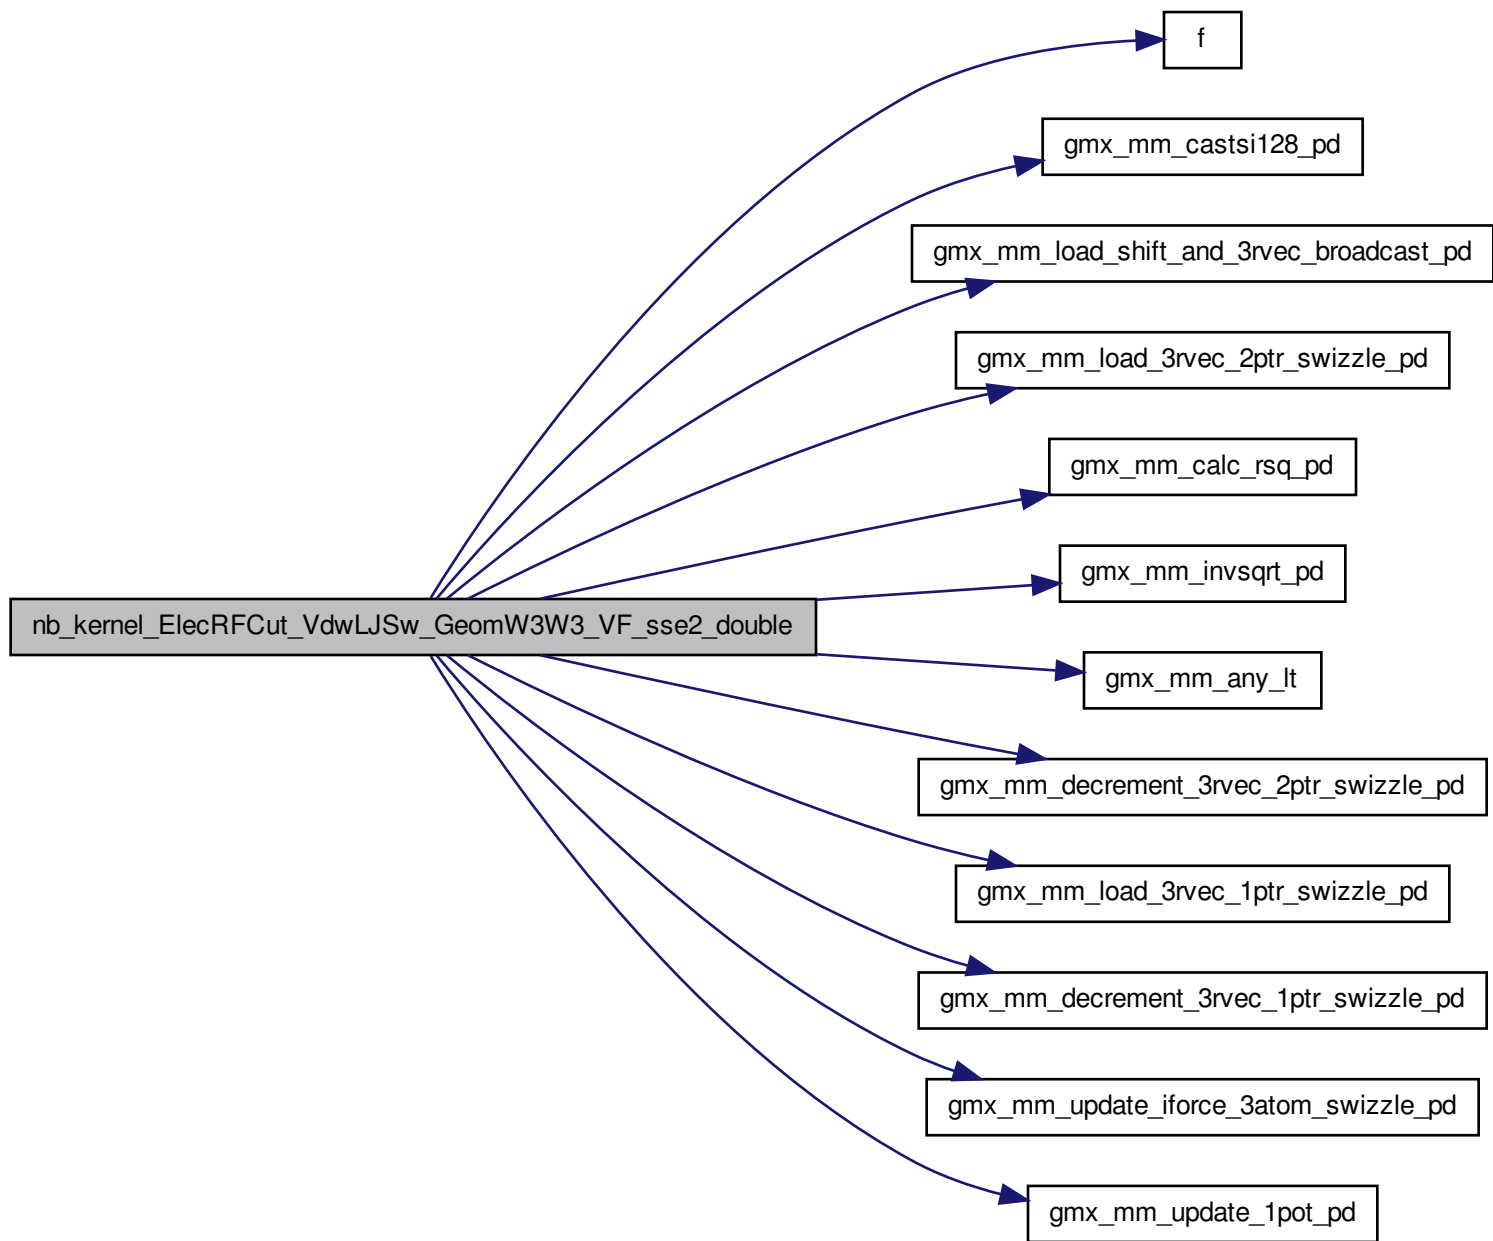 f
gmx_mm_castsi128_pd
gmx_mm_load_shift_and_3rvec_broadcast_pd
gmx_mm_load_3rvec_2ptr_swizzle_pd
gmx_mm_calc_rsq_pd
gmx_mm_invsqrt_pd
nb_kernel_ElecRFCut_VdwLJSw_GeomW3W3_VF_sse2_double
gmx_mm_any_lt
gmx_mm_decrement_3rvec_2ptr_swizzle_pd
gmx_mm_load_3rvec_1ptr_swizzle_pd
gmx_mm_decrement_3rvec_1ptr_swizzle_pd
gmx_mm_update_iforce_3atom_swizzle_pd
gmx_mm_update_1pot_pd